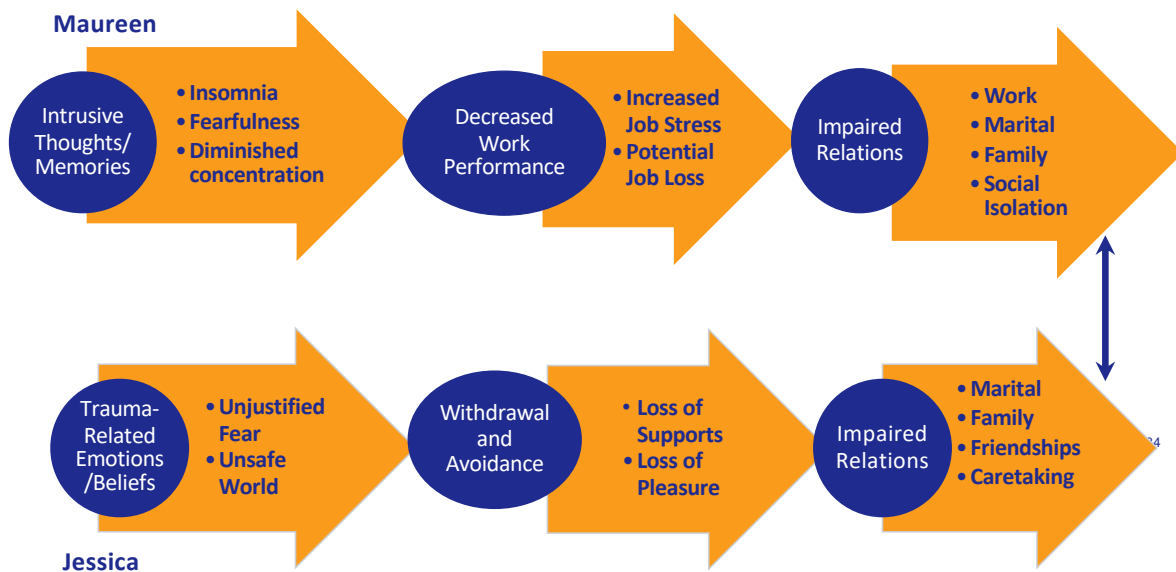 Maureen
Intrusive
Thoughts/
Memories
• Insomnia
• Fearfulness
• Diminished
concentration
Decreased
Work
Performance
• Increased
Job Stress
• Potential
Job Loss
Impaired
Relations
• Work
• Marital
• Family
• Social
Isolation
Trauma-
Related
Emotions
/Beliefs
• Unjustified
Fear
• Unsafe
World
Withdrawal
and
Avoidance
• Loss of
Supports
• Loss of
Pleasure
Impaired
Relations
• Marital
• Family
• Friendships
• Caretaking
Jessica